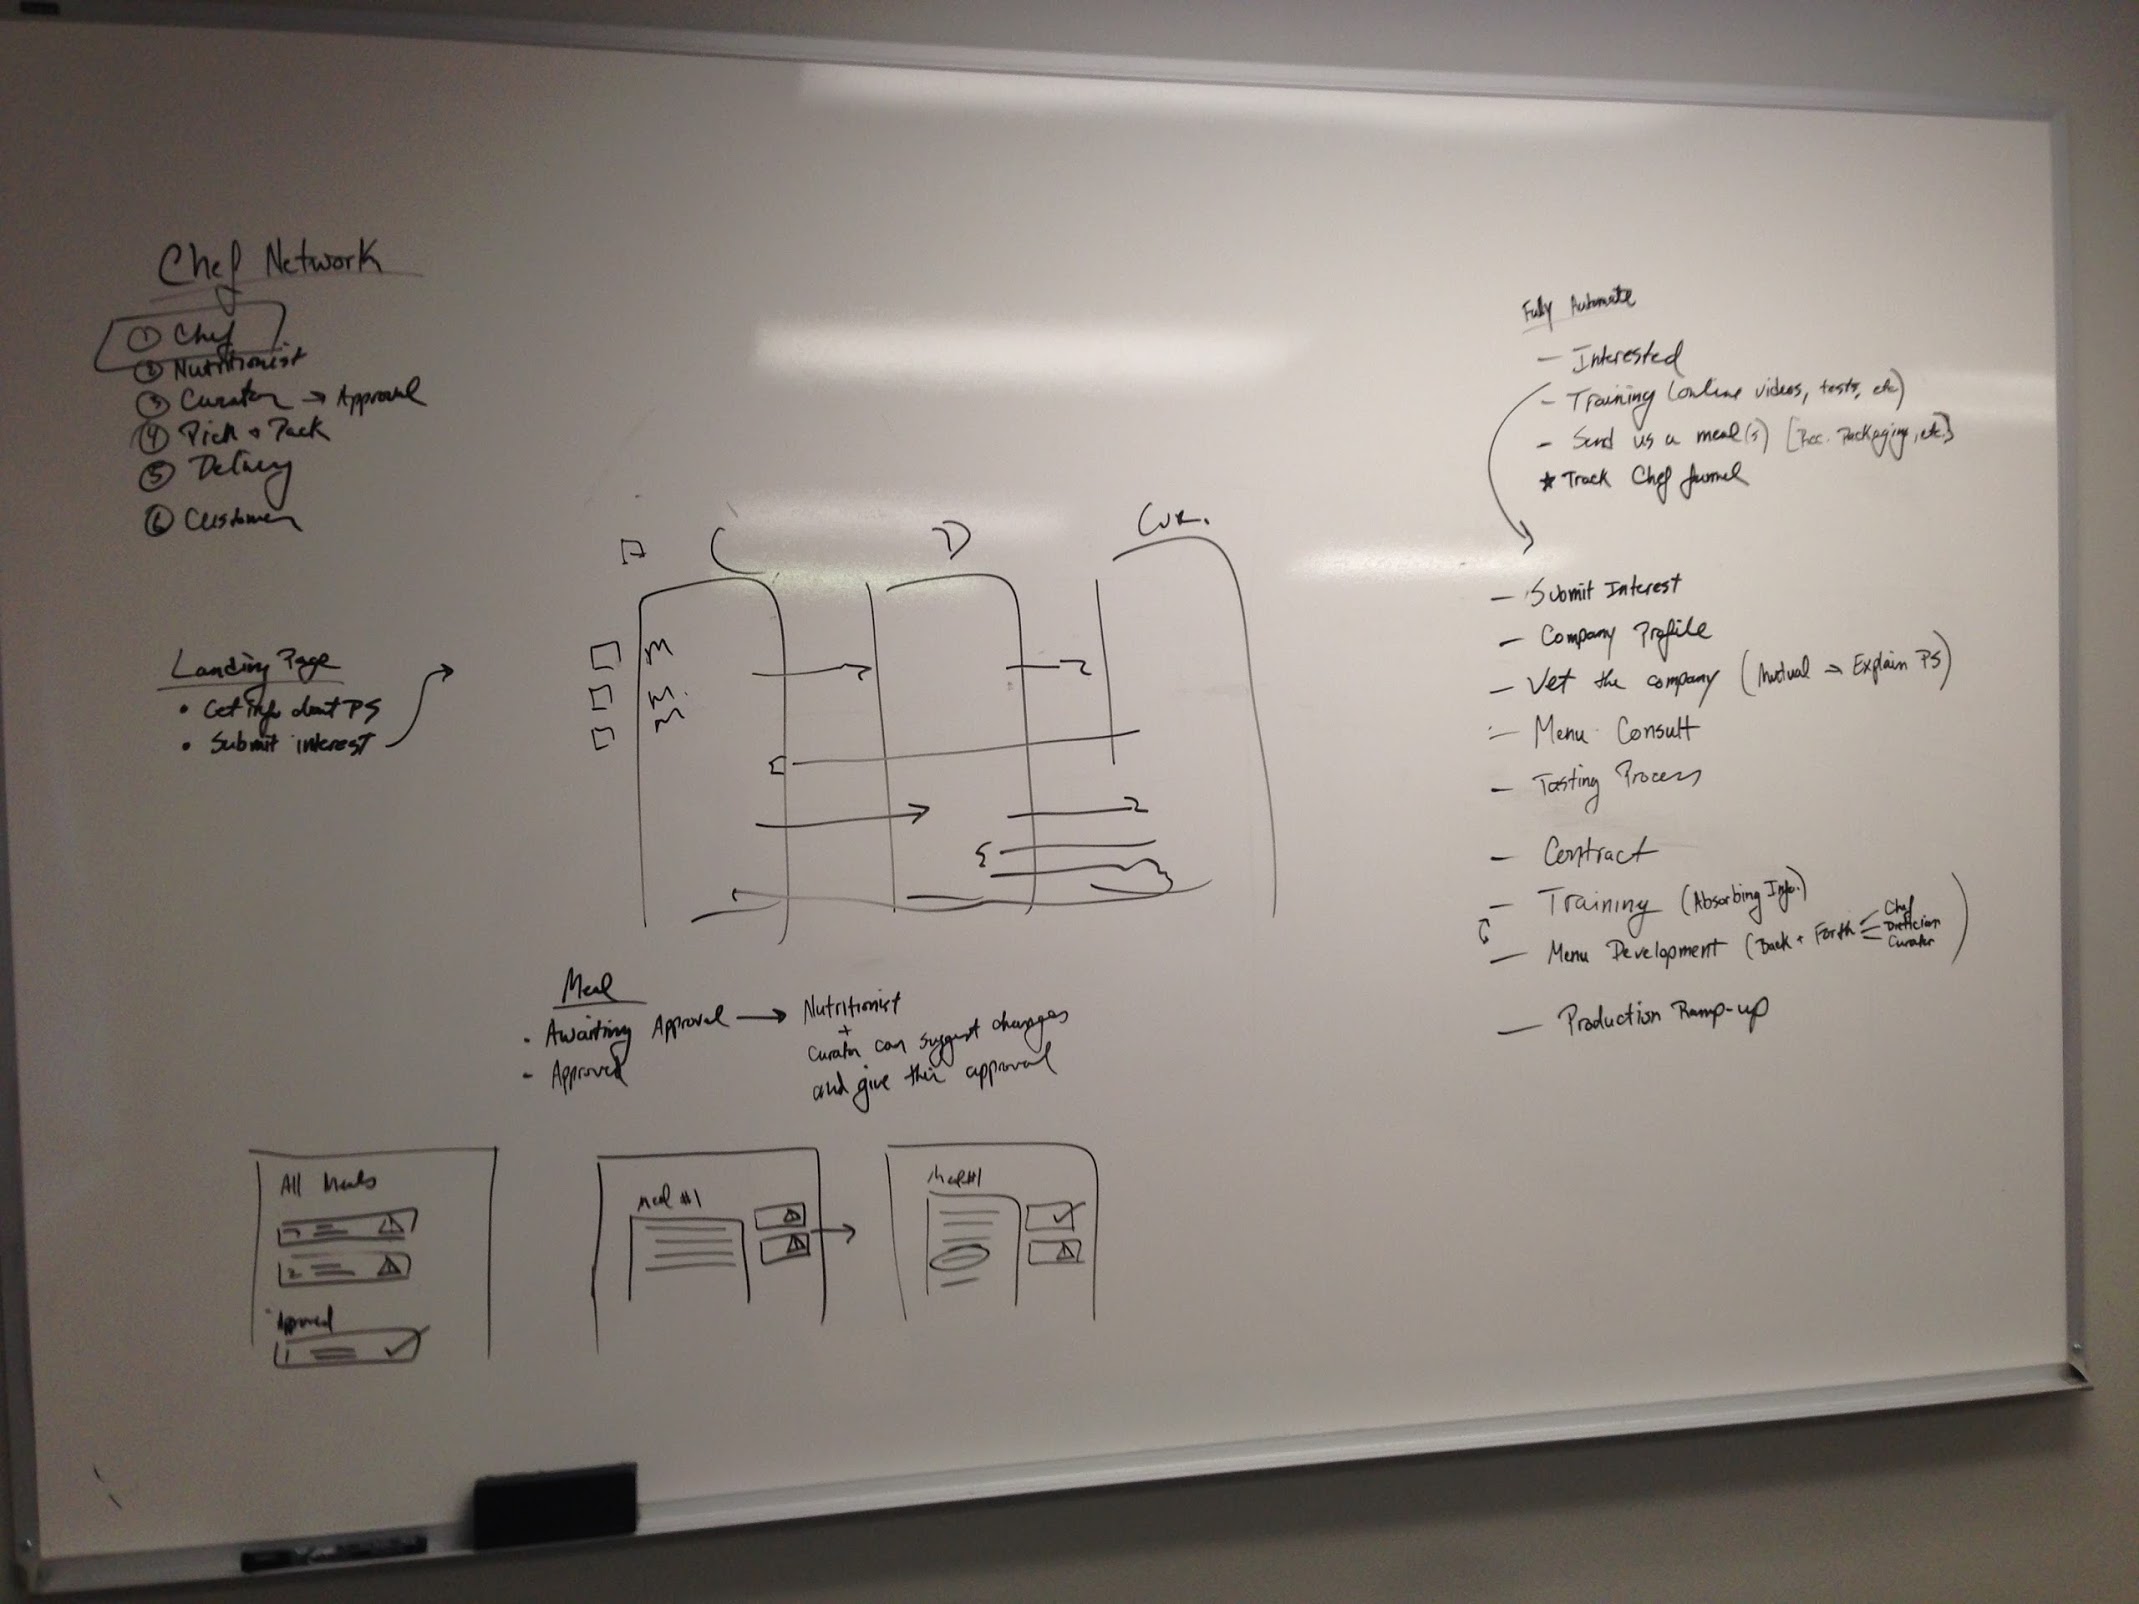 Chef Network
① Chef
② Nutritionist
③ Curator → Approval
④ Pick + Pack
⑤ Delivery
⑥ Customer
Landing Page
• Get info about PS
• Submit interest
C D Cur.
M
M.
M
Meal
• Awaiting Approval → Nutritionist
+
Curator can suggest changes
and give their approval
- Approved
All Meals
2
Approved
1
Meal #1
Meal #1
Fully Automate
— Interested
— Training (online videos, tests, etc)
— Send us a meal(s) [Rec. Packaging, etc.]
★ Track Chef funnel
— Submit Interest
— Company Profile
— Vet the company (Mutual → Explain PS)
— Menu Consult
— Tasting Process
— Contract
— Training (Absorbing Info.)
— Menu Development (Back + Forth Chef
Dietician
Curator)
— Production Ramp-up